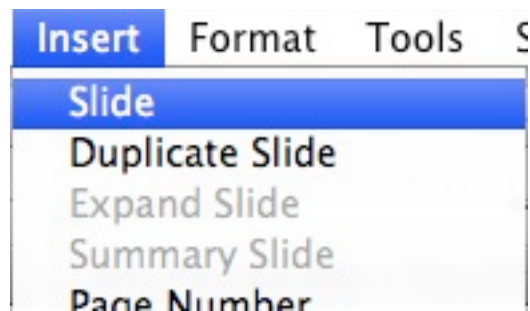 Insert Format Tools S
Slide
Duplicate Slide
Expand Slide
Summary Slide
Page Number